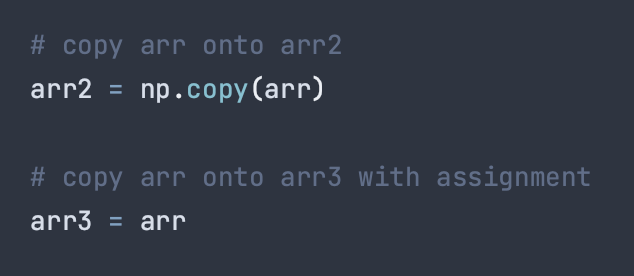 # copy arr onto arr2
arr2 = np.copy(arr)
# copy arr onto arr3 with assignment
arr3 = arr